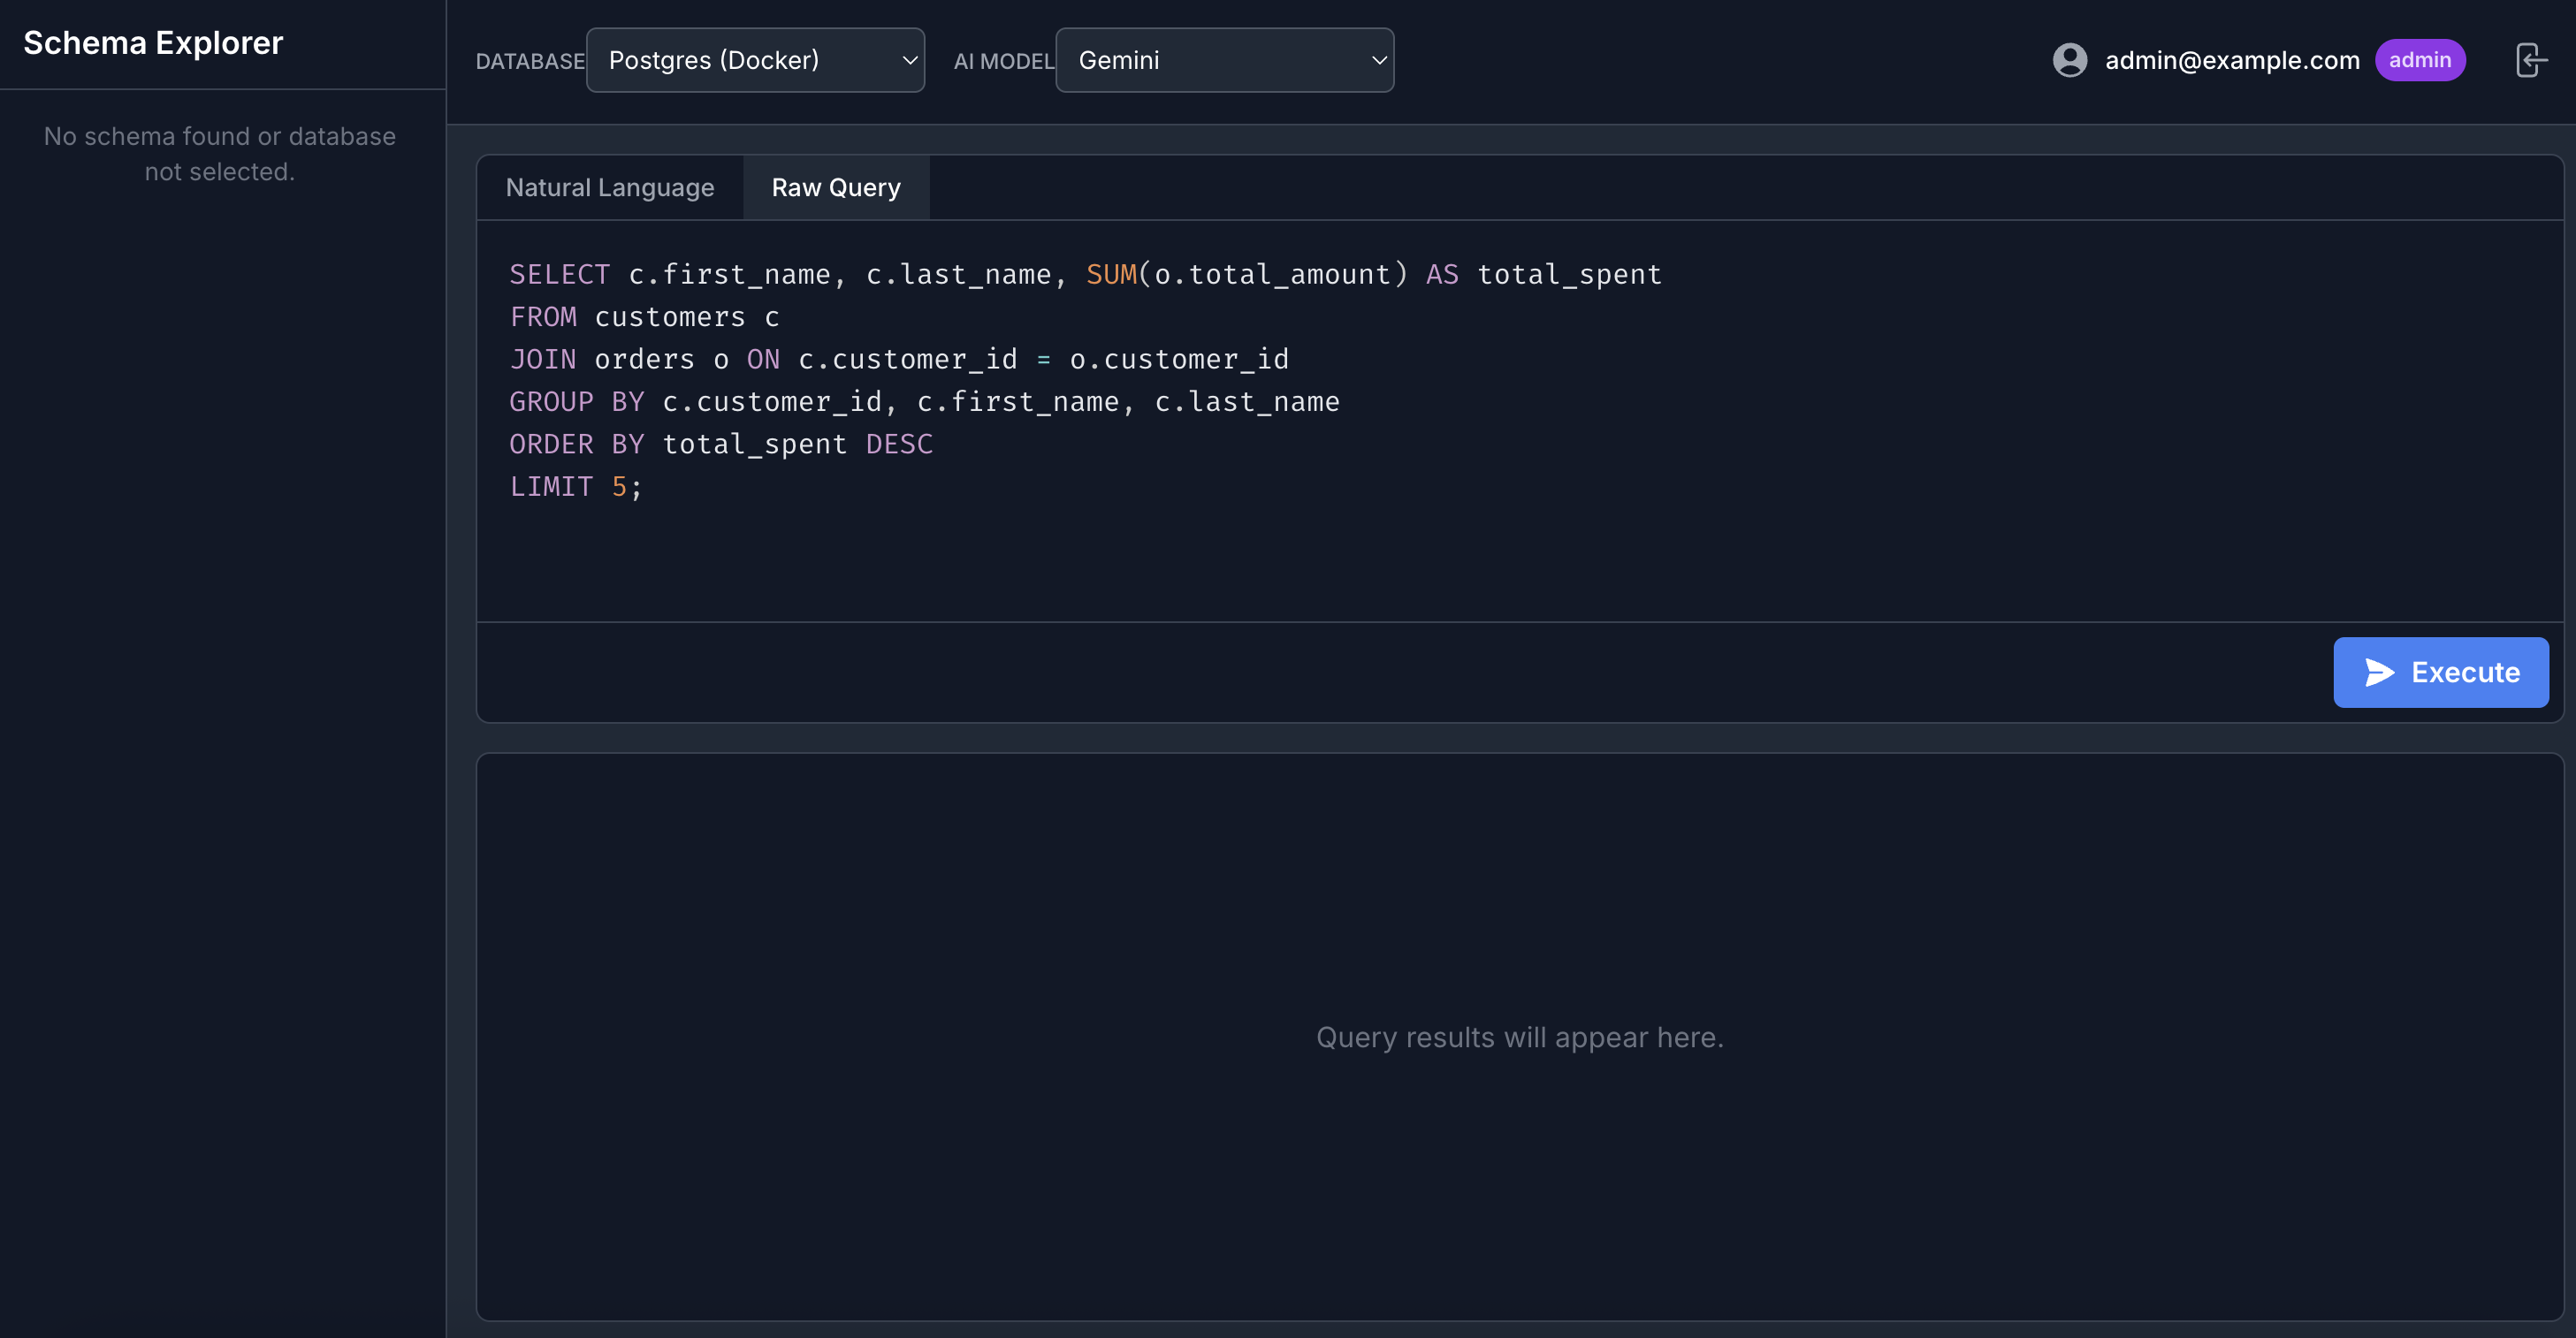 Schema Explorer
No schema found or database
not selected.
DATABASE Postgres (Docker) AI MODEL Gemini admin@example.com admin
Natural Language Raw Query
SELECT c.first_name, c.last_name, SUM(o.total_amount) AS total_spent
FROM customers c
JOIN orders o ON c.customer_id = o.customer_id
GROUP BY c.customer_id, c.first_name, c.last_name
ORDER BY total_spent DESC
LIMIT 5;
Execute
Query results will appear here.